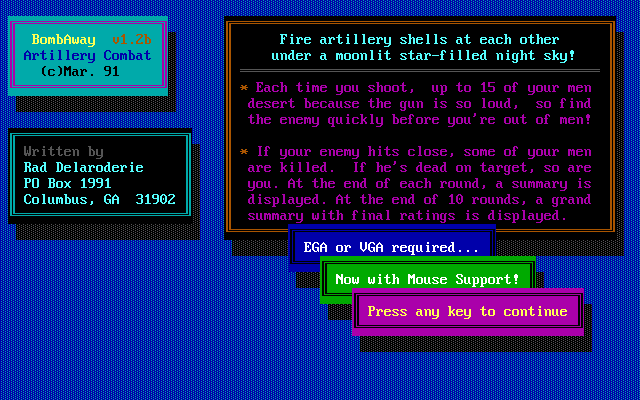 BombAway v1.2b
Artillery Combat
(c)Mar. 91
Written by
Rad Delaroderie
PO Box 1991
Columbus, GA  31902
Fire artillery shells at each other
under a moonlit star-filled night sky!
* Each time you shoot,  up to 15 of your men
desert because the gun is so loud,  so find
the enemy quickly before you're out of men!
* If your enemy hits close, some of your men
are killed.  If he's dead on target, so are
you. At the end of each round, a summary is
displayed. At the end of 10 rounds, a grand
summary with final ratings is displayed.
EGA or VGA required...
Now with Mouse Support!
Press any key to continue